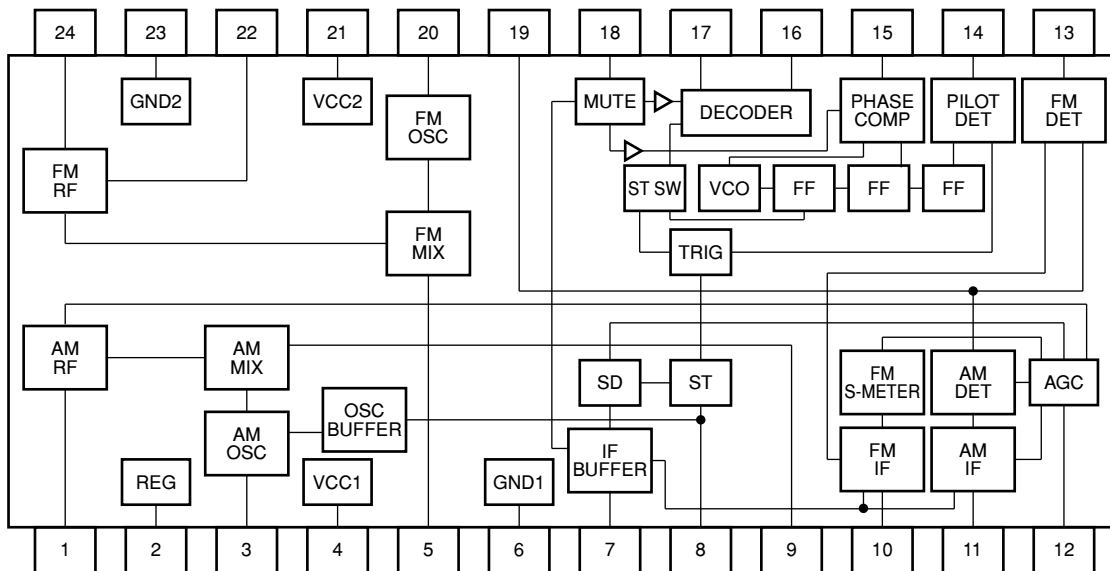 24 23 22 21 20 19 18 17 16 15 14 13
GND2
VCC2
FM
OSC
MUTE
DECODER
PHASE
COMP
PILOT
DET
FM
DET
FM
RF
ST SW
VCO
FF
FF
FF
FM
MIX
TRIG
AM
RF
AM
MIX
SD
ST
FM
S-METER
AM
DET
AGC
OSC
BUFFER
AM
OSC
IF
BUFFER
FM
IF
AM
IF
REG
VCC1
GND1
1 2 3 4 5 6 7 8 9 10 11 12